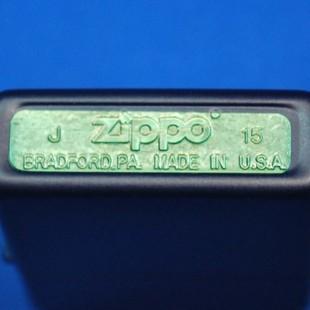 J Zippo 15
BRADFORD, PA. MADE IN U.S.A.